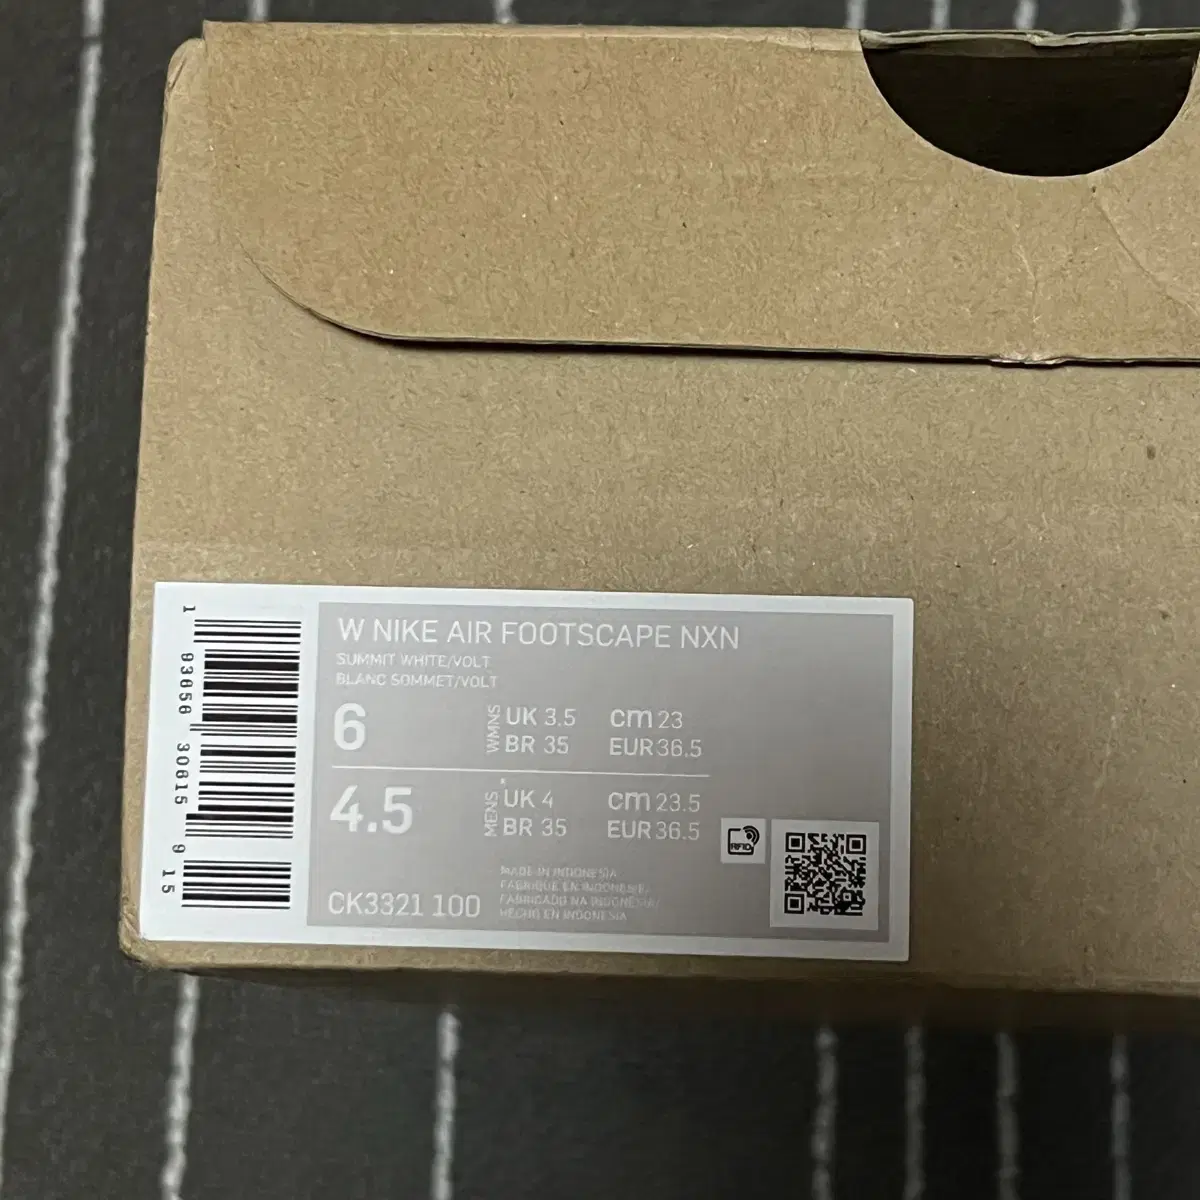 W NIKE AIR FOOTSCAPE NXN
SUMMIT WHITE/VOLT
BLANC SOMMET/VOLT
6
WMNS
UK 3.5
cm 23
BR 35
EUR 36.5
4.5
MENS
UK 4
cm 23.5
BR 35
EUR 36.5
CK3321 100
MADE IN INDONESIA
FABRIQUE EN INDONESIE/
FABRICADO NA INDONESIA/
HECHO EN INDONESIA
RFID
1 93656 30615 9 15